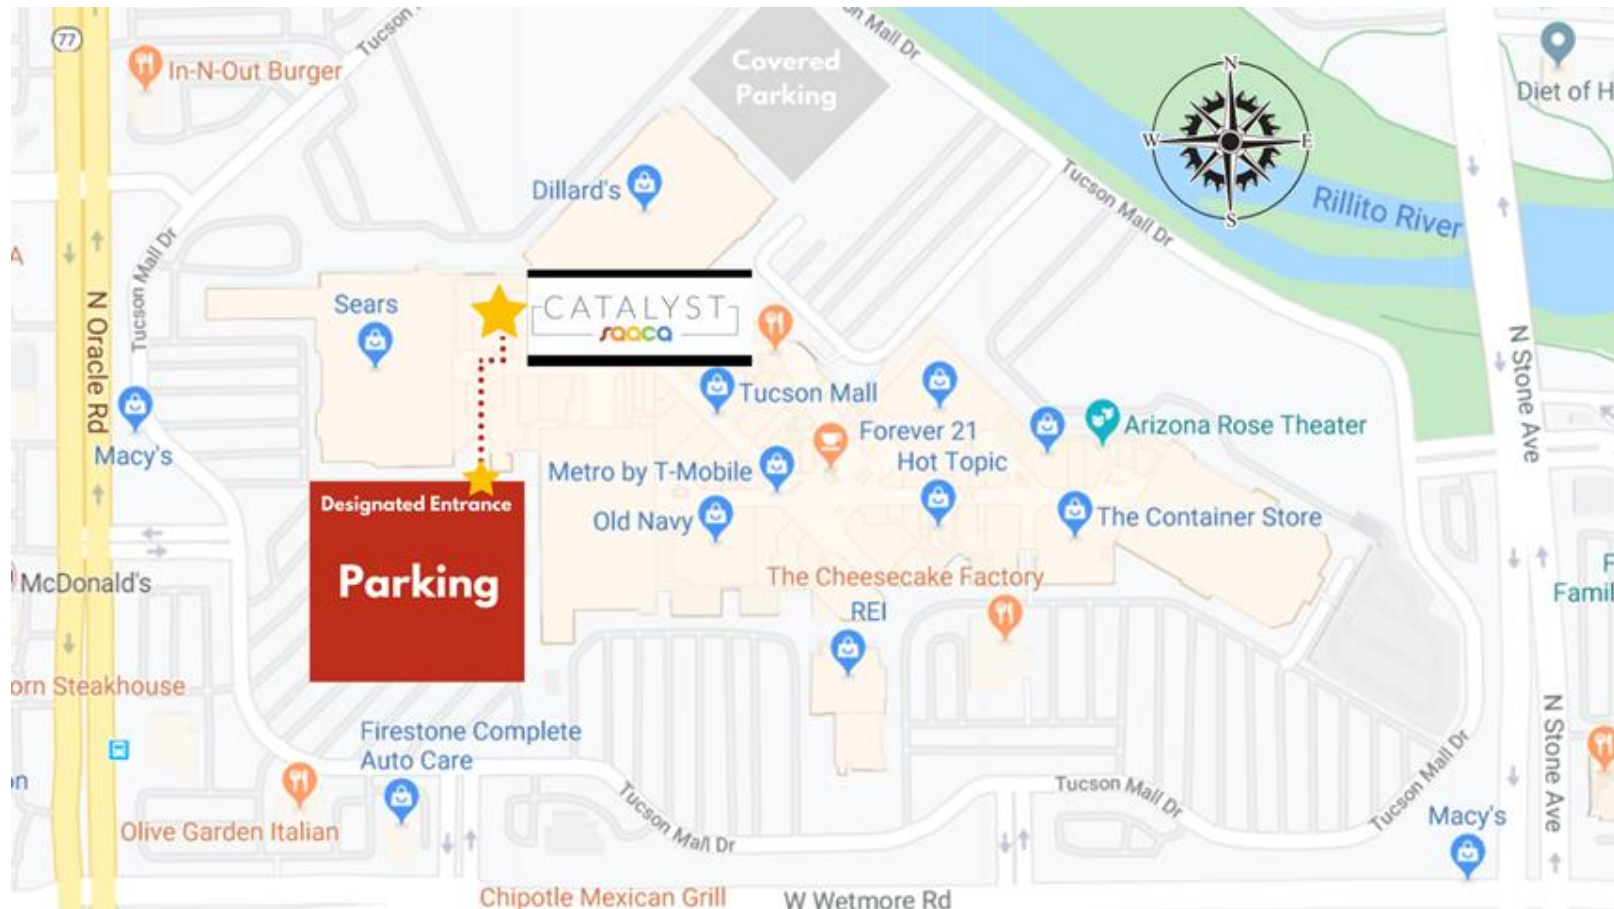 77
In-N-Out Burger
Tucson
Covered
Parking
Mall Dr
N
W
E
S
Diet of H
Dillard's
Tucson Mall Dr
Rillito River
Tucson Mall Dr
A
N Oracle Rd
Sears
CATALYST
saaca
N Stone Ave
Tucson Mall
Macy's
Forever 21
Hot Topic
Arizona Rose Theater
Metro by T-Mobile
Old Navy
The Container Store
Designated Entrance
Parking
McDonald's
The Cheesecake Factory
REI
F
Famil
orn Steakhouse
Firestone Complete
Auto Care
N Stone Ave
on
Olive Garden Italian
Tucson Mall Dr
Tucson Mall Dr
Tucson Mall Dr
Macy's
Chipotle Mexican Grill
W Wetmore Rd